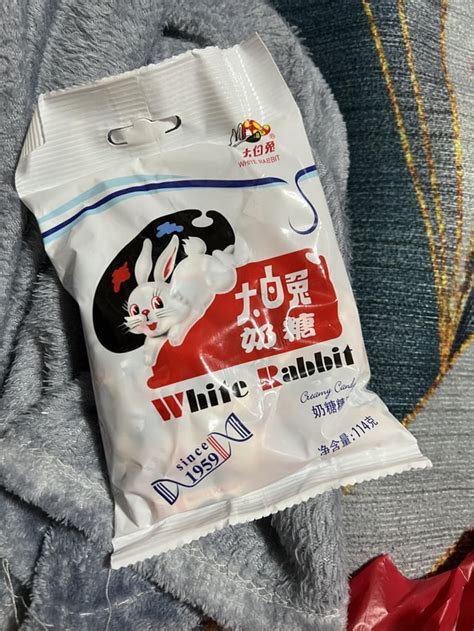 大白兔
WHITE RABBIT
大白兔
奶糖
White Rabbit
Creamy Candy
奶糖糖
净含量:114克
since
1959